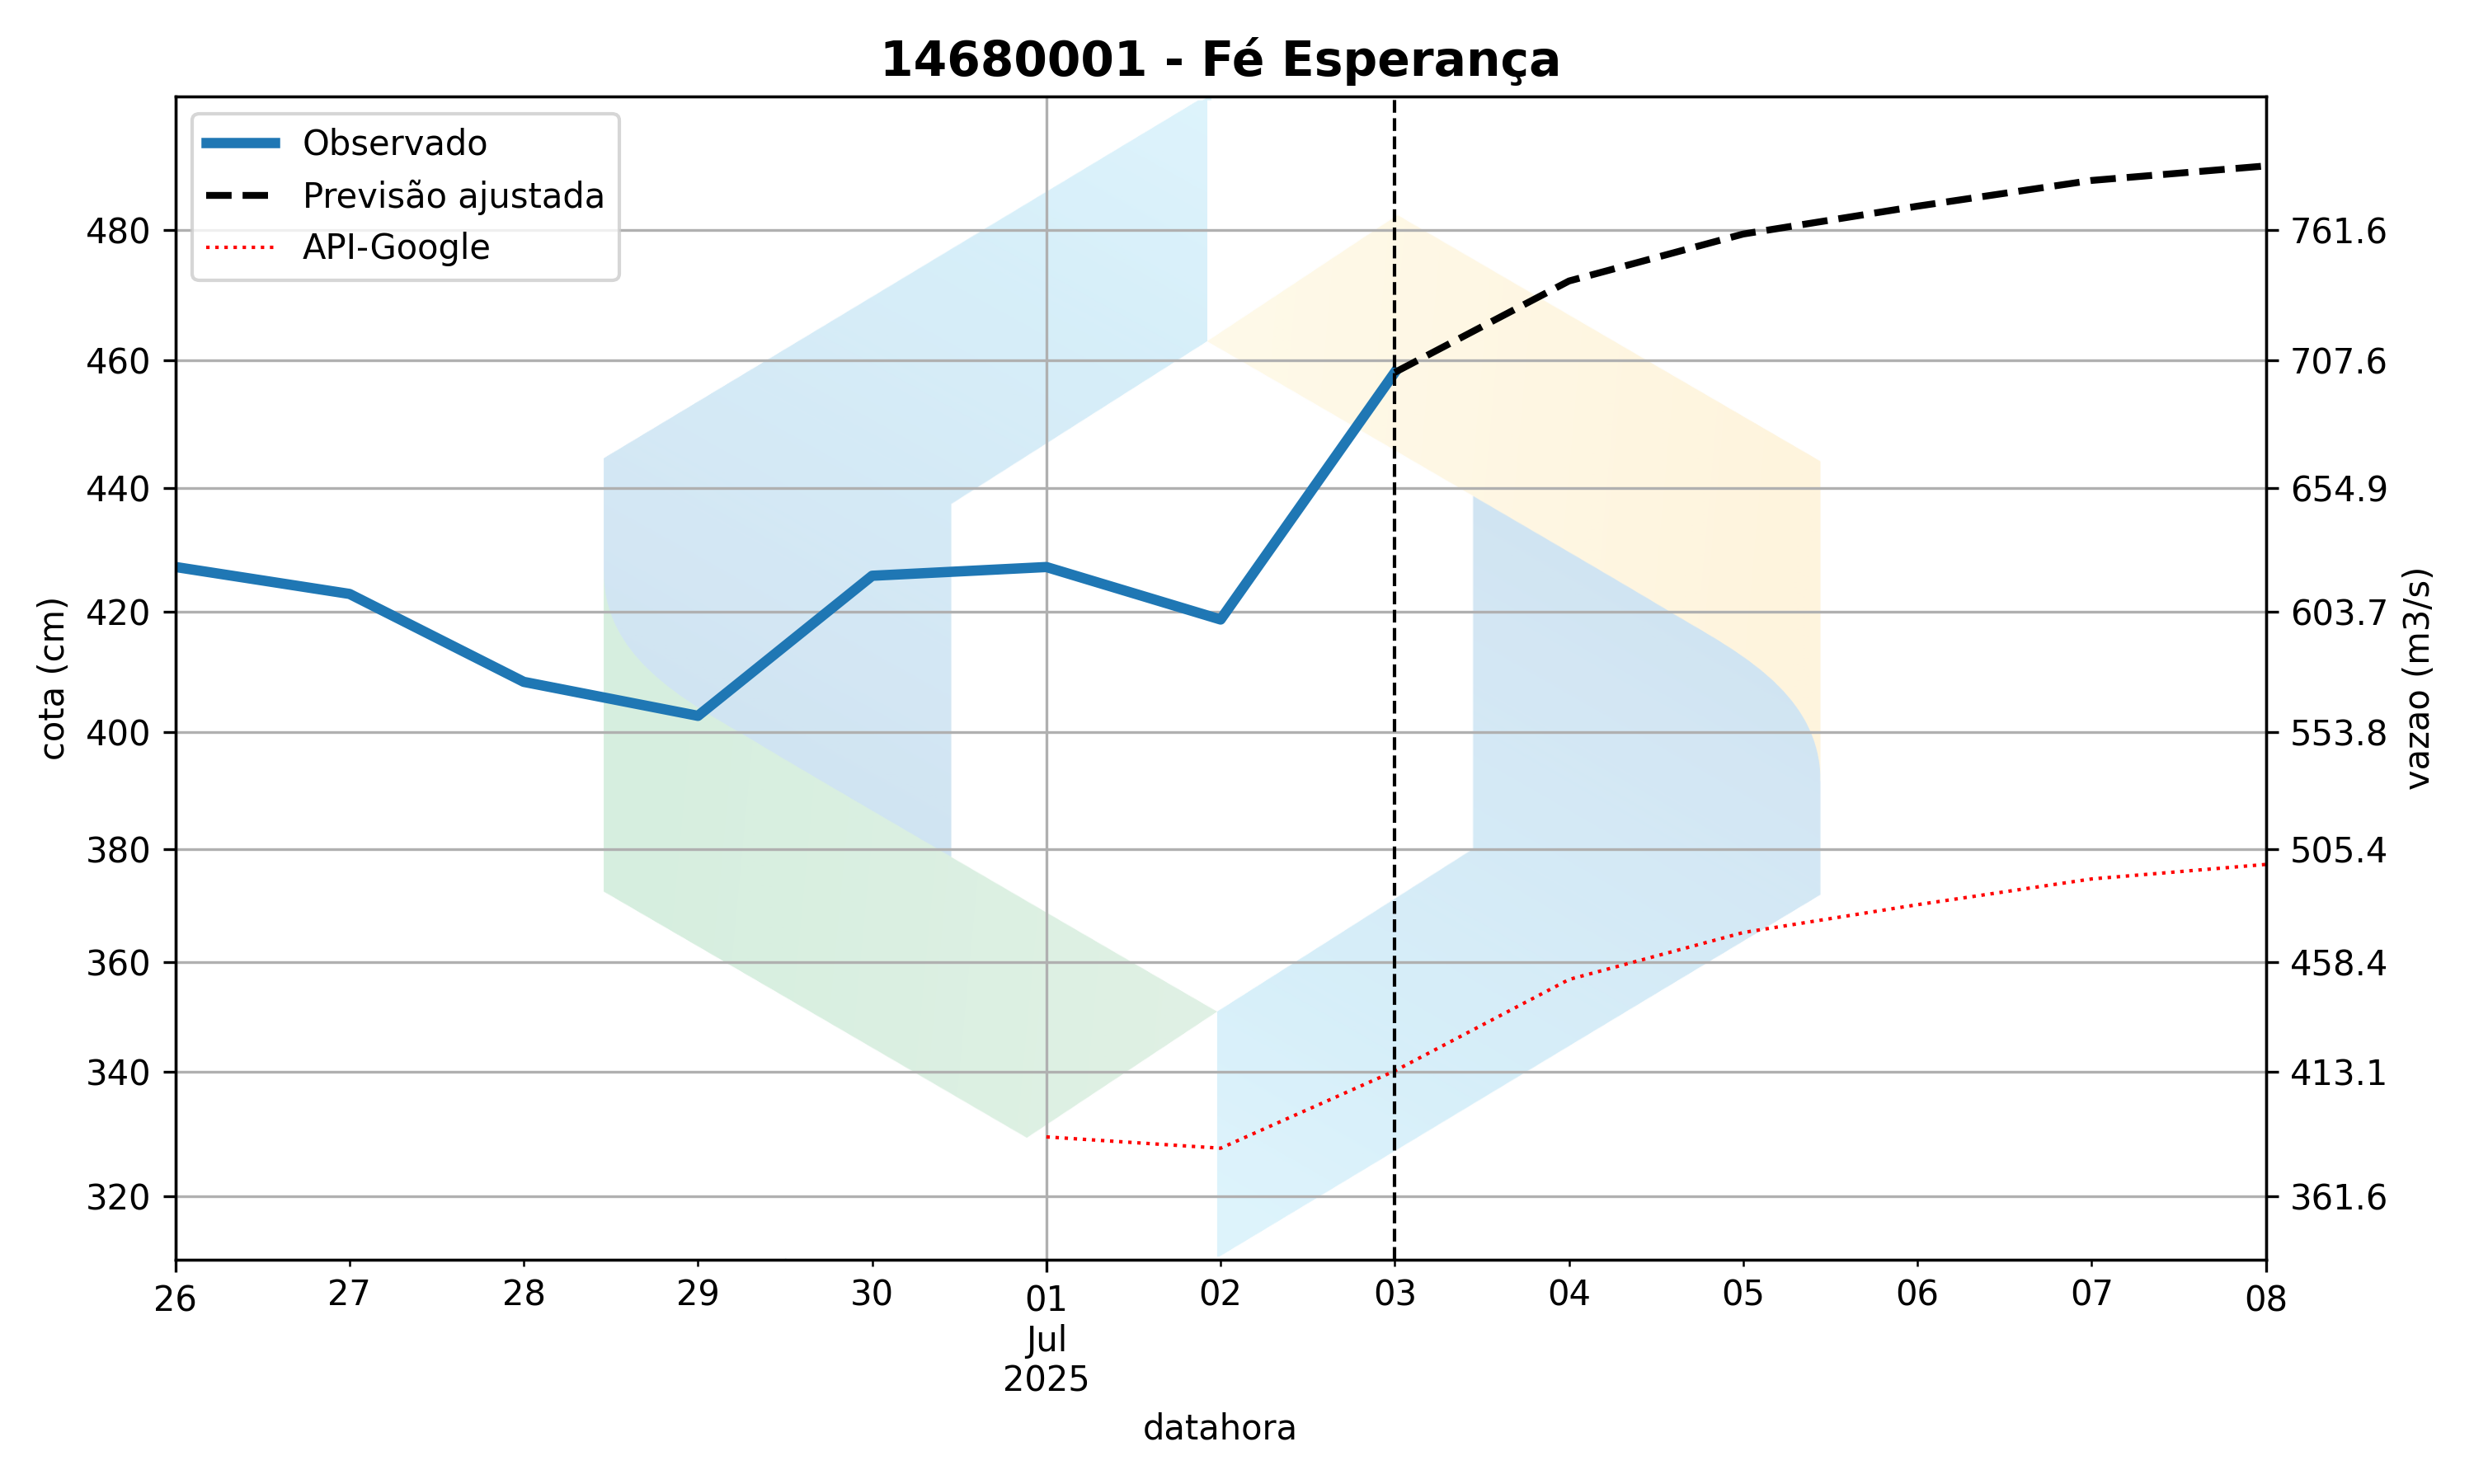 14680001 - Fé Esperança
Observado
Previsão ajustada
API-Google
cota (cm)
480
460
440
420
400
380
360
340
320
761.6
707.6
654.9
603.7
553.8
505.4
458.4
413.1
361.6
vazao (m3/s)
26 27 28 29 30 01 02 03 04 05 06 07 08
Jul
2025
datahora